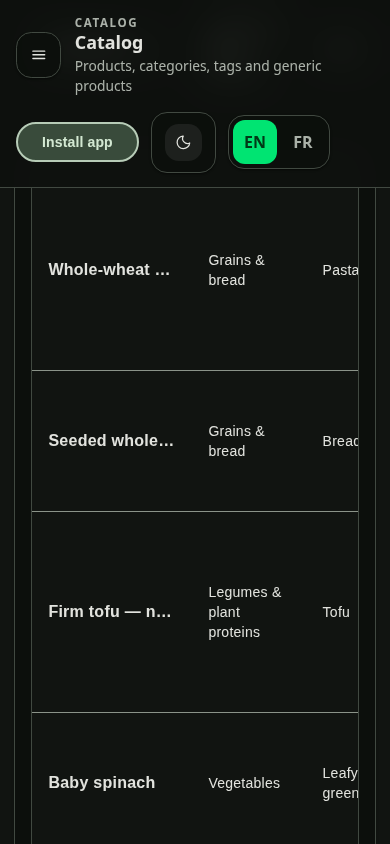 CATALOG
Catalog
Products, categories, tags and generic
products
Install app
EN FR
Whole-wheat …
Grains &
bread
Pasta
Seeded whole…
Grains &
bread
Bread
Firm tofu — n…
Legumes &
plant
proteins
Tofu
Baby spinach
Vegetables
Leafy
green